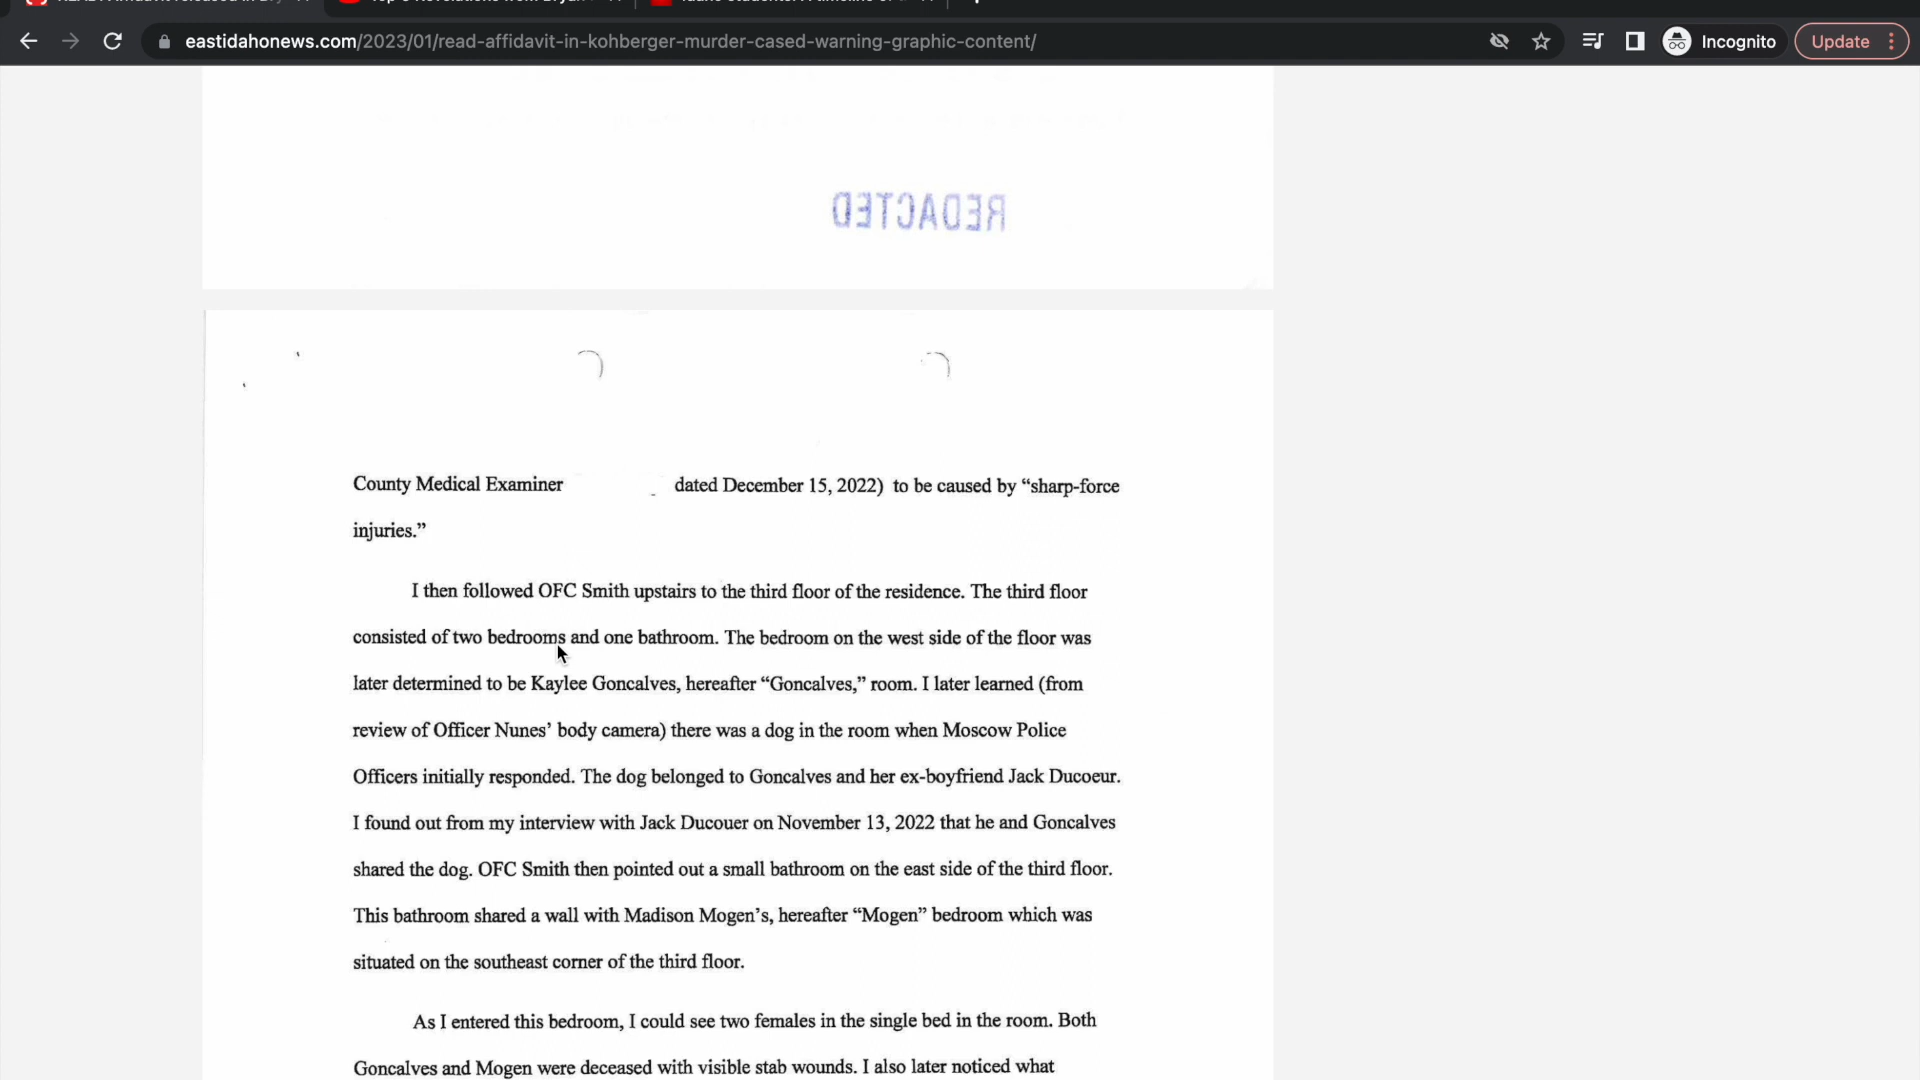 eastidahonews.com/2023/01/read-affidavit-in-kohberger-murder-cased-warning-graphic-content/
Incognito
Update
REDACTED
County Medical Examiner dated December 15, 2022) to be caused by “sharp-force
injuries.”
I then followed OFC Smith upstairs to the third floor of the residence. The third floor
consisted of two bedrooms and one bathroom. The bedroom on the west side of the floor was
later determined to be Kaylee Goncalves, hereafter “Goncalves,” room. I later learned (from
review of Officer Nunes’ body camera) there was a dog in the room when Moscow Police
Officers initially responded. The dog belonged to Goncalves and her ex-boyfriend Jack Ducoeur.
I found out from my interview with Jack Ducouer on November 13, 2022 that he and Goncalves
shared the dog. OFC Smith then pointed out a small bathroom on the east side of the third floor.
This bathroom shared a wall with Madison Mogen’s, hereafter “Mogen” bedroom which was
situated on the southeast corner of the third floor.
As I entered this bedroom, I could see two females in the single bed in the room. Both
Goncalves and Mogen were deceased with visible stab wounds. I also later noticed what